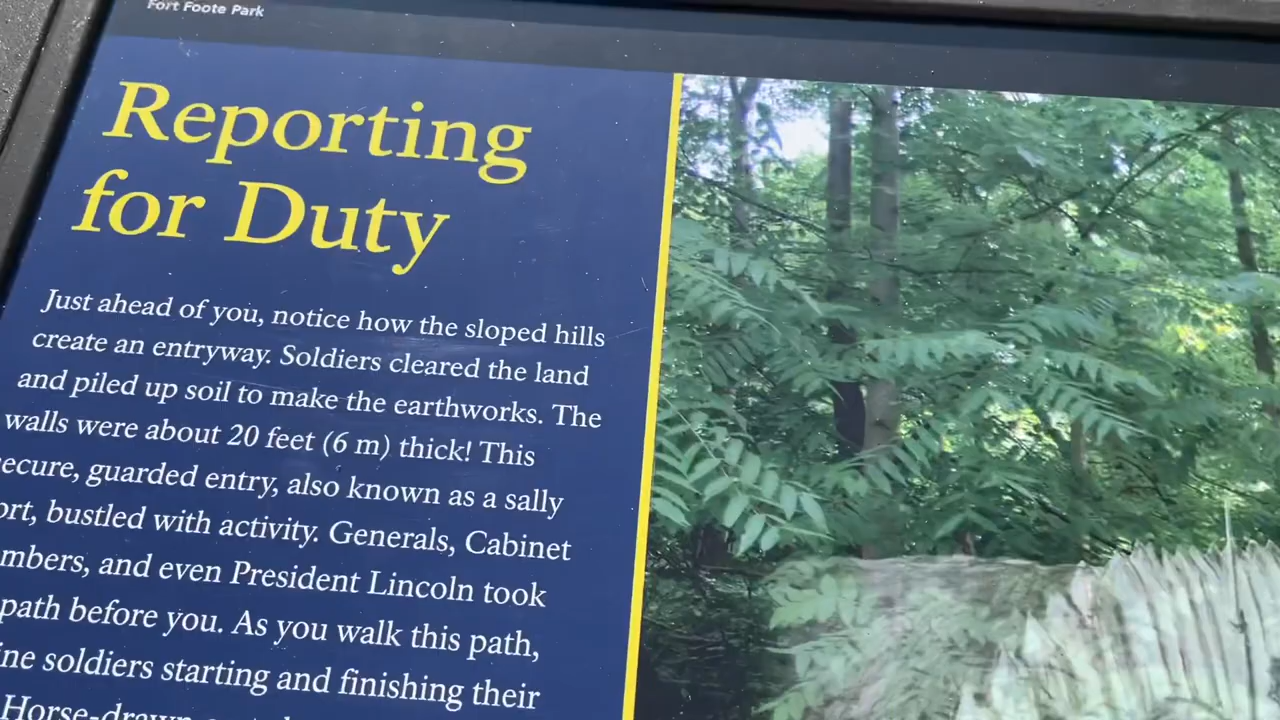 Fort Foote Park
Reporting
for Duty
Just ahead of you, notice how the sloped hills
create an entryway. Soldiers cleared the land
and piled up soil to make the earthworks. The
walls were about 20 feet (6 m) thick! This
secure, guarded entry, also known as a sally
ort, bustled with activity. Generals, Cabinet
mbers, and even President Lincoln took
path before you. As you walk this path,
ine soldiers starting and finishing their
Horse-drawn